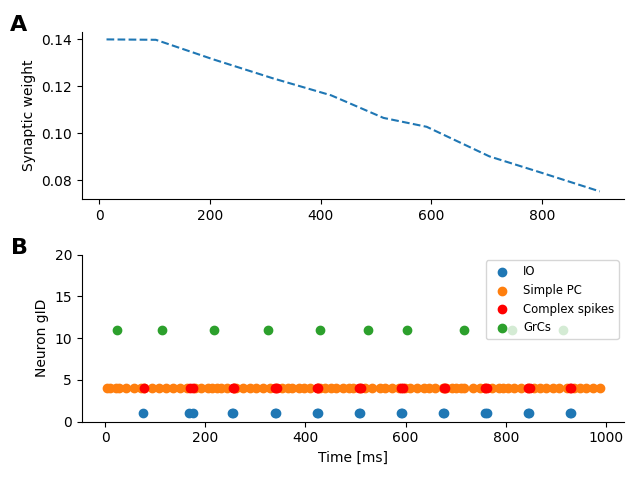 A
Synaptic weight
0.14
0.12
0.10
0.08
0 200 400 600 800
B
Neuron gID
20
15
10
5
0
IO
Simple PC
Complex spikes
GrCs
0 200 400 600 800 1000
Time [ms]